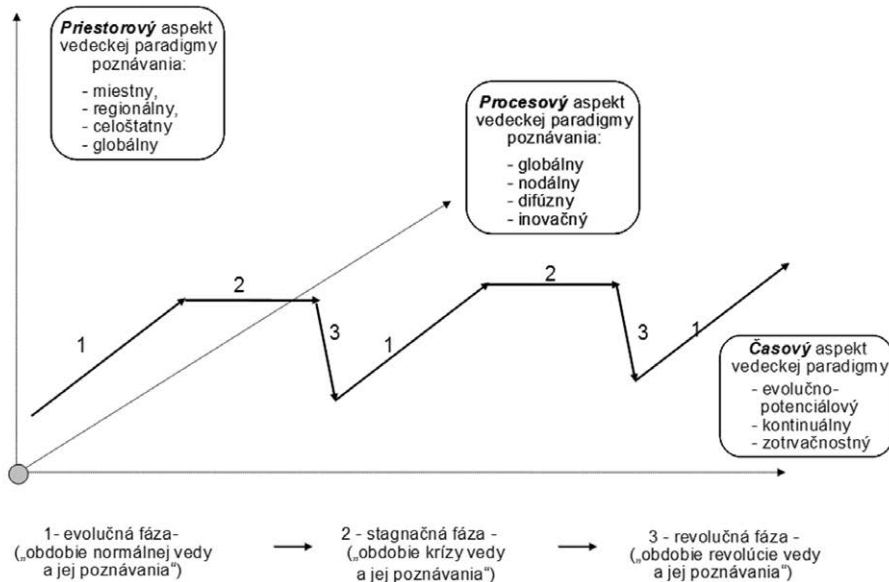 Priestorový aspekt
vedeckej paradigmy
poznávania:
- miestny,
- regionálny,
- celoštatny
- globálny
Procesový aspekt
vedeckej paradigmy
poznávania:
- globálny
- nodálny
- difúzny
- inovačný
2
2
1
3
1
3
1
Časový aspekt
vedeckej paradigmy
- evolučno-
potenciálový
- kontinuálny
- zotrvačnostný
1- evolučná fáza-
(„obdobie normálnej vedy
a jej poznávania“)
2 - stagnačná fáza -
(„obdobie krízy vedy
a jej poznávania“)
3 - revolučná fáza -
(„obdobie revolúcie vedy
a jej poznávania“)